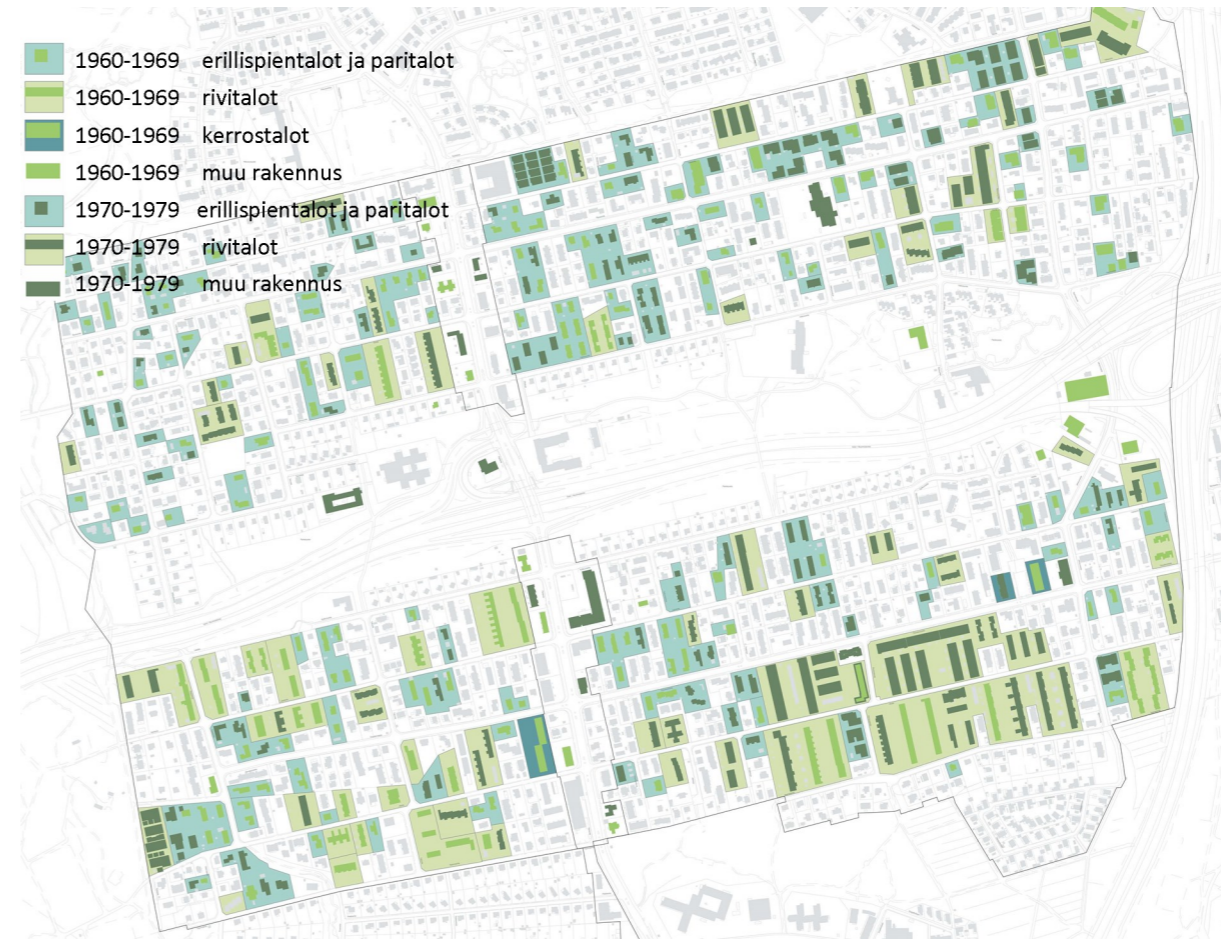 1960-1969 erillispientalot ja paritalot
1960-1969 rivitalot
1960-1969 kerrostalot
1960-1969 muu rakennus
1970-1979 erillispientalot ja paritalot
1970-1979 rivitalot
1970-1979 muu rakennus